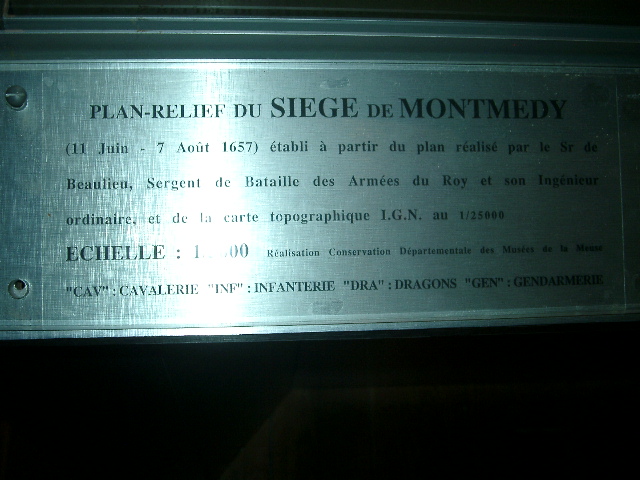 PLAN-RELIEF DU SIEGE DE MONTMEDY
(11 Juin - 7 Août 1657) établi à partir du plan réalisé par le Sr de
Beaulieu, Sergent de Bataille des Armées du Roy et son Ingénieur
ordinaire, et de la carte topographique I.G.N. au 1/25000
ECHELLE : Réalisation Conservation Départementale des Musées de la Meuse
"CAV" : CAVALERIE "INF" : INFANTERIE "DRA" : DRAGONS "GEN" : GENDARMERIE